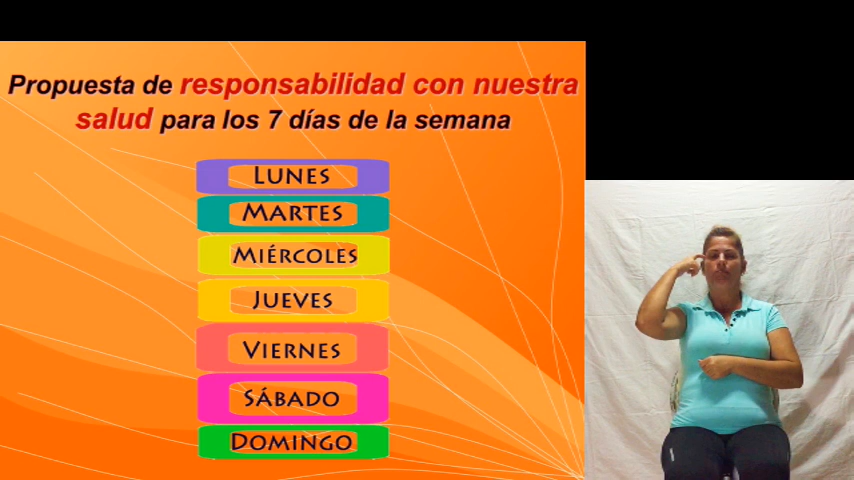 Propuesta de responsabilidad con nuestra
salud para los 7 días de la semana
LUNES
MARTES
MIÉRCOLES
JUEVES
VIERNES
SÁBADO
DOMINGO